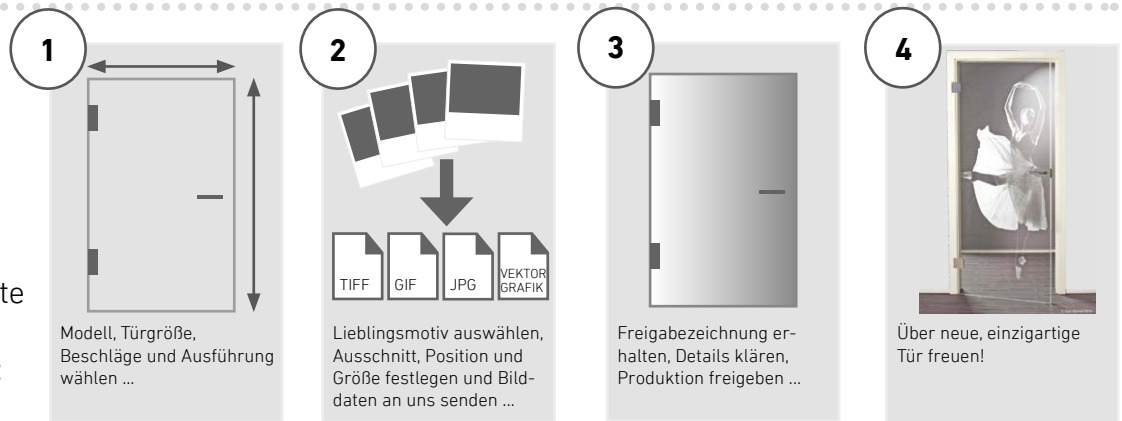 1
Modell, Türgröße,
Beschläge und Ausführung
wählen ...
2
TIFF
GIF
JPG
VEKTOR
GRAFIK
Lieblingsmotiv auswählen,
Ausschnitt, Position und
Größe festlegen und Bild-
daten an uns senden ...
3
Freigabezeichnung er-
halten, Details klären,
Produktion freigeben ...
4
Über neue, einzigartige
Tür freuen!